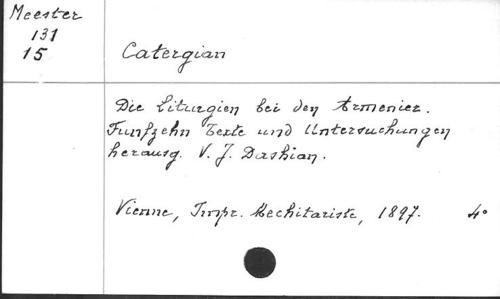 Meester
131
15
Catergian
Die Liturgien bei den Armenier.
Funfzehn Texte und Untersuchungen
herausg. V. J. Dashian.
Vienne, Impr. Mechitariste, 1897. 4°